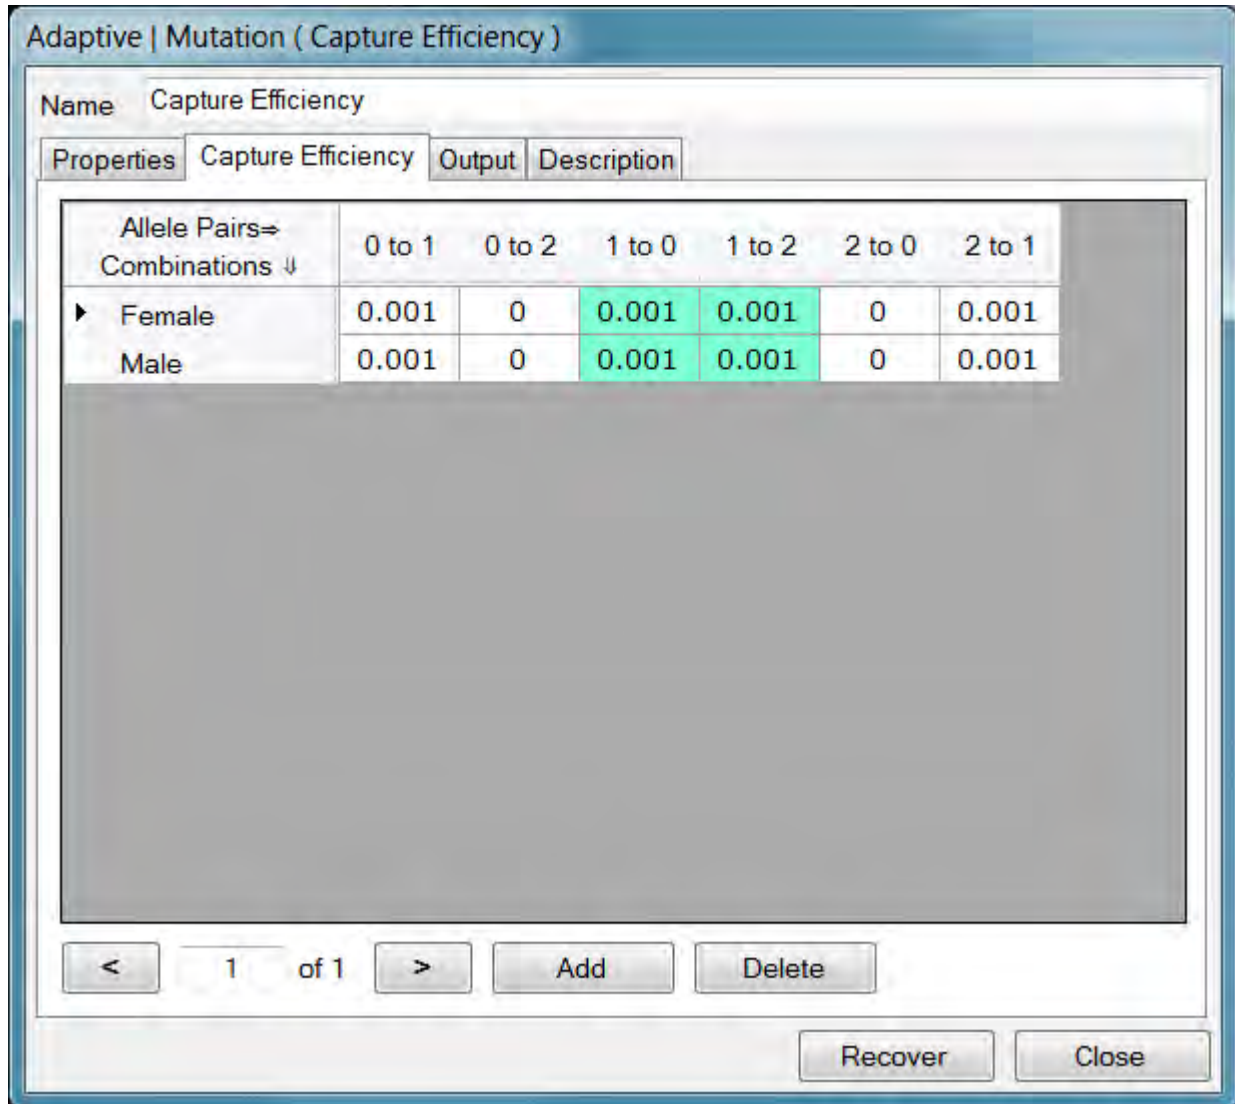 Adaptive | Mutation ( Capture Efficiency )
Name Capture Efficiency
Properties Capture Efficiency Output Description
Allele Pairs⇒
Combinations ⇓ 0 to 1 0 to 2 1 to 0 1 to 2 2 to 0 2 to 1
Female 0.001 0 0.001 0.001 0 0.001
Male 0.001 0 0.001 0.001 0 0.001
< 1 of 1 > Add Delete
Recover Close